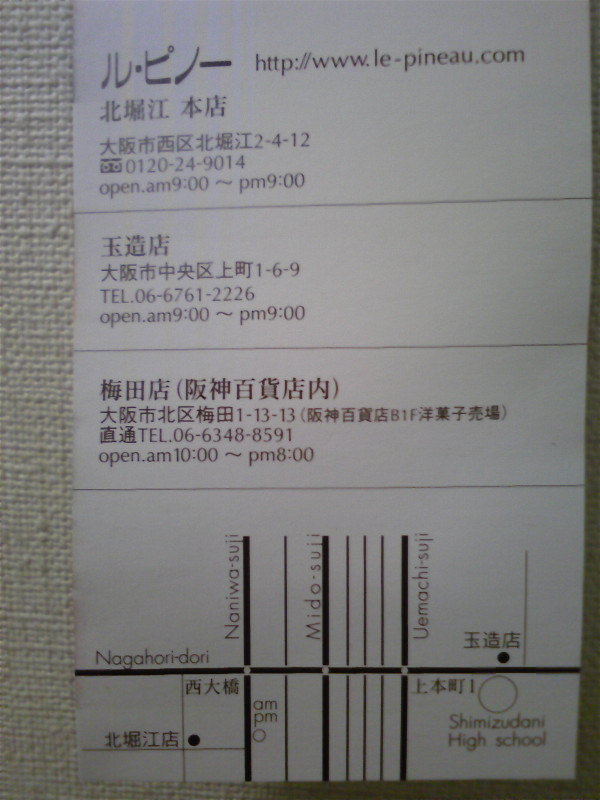 ル・ピノー http://www.le-pineau.com
北堀江 本店
大阪市西区北堀江2-4-12
0120-24-9014
open.am9:00 ～ pm9:00
玉造店
大阪市中央区上町1-6-9
TEL.06-6761-2226
open.am9:00 ～ pm9:00
梅田店(阪神百貨店内)
大阪市北区梅田1-13-13(阪神百貨店B1F洋菓子売場)
直通TEL.06-6348-8591
open.am10:00 ～ pm8:00
Naniwa-suji
Mido-suji
Uemachi-suji
玉造店
Nagahori-dori
西大橋
上本町1
am
pm
Shimizudani
High school
北堀江店